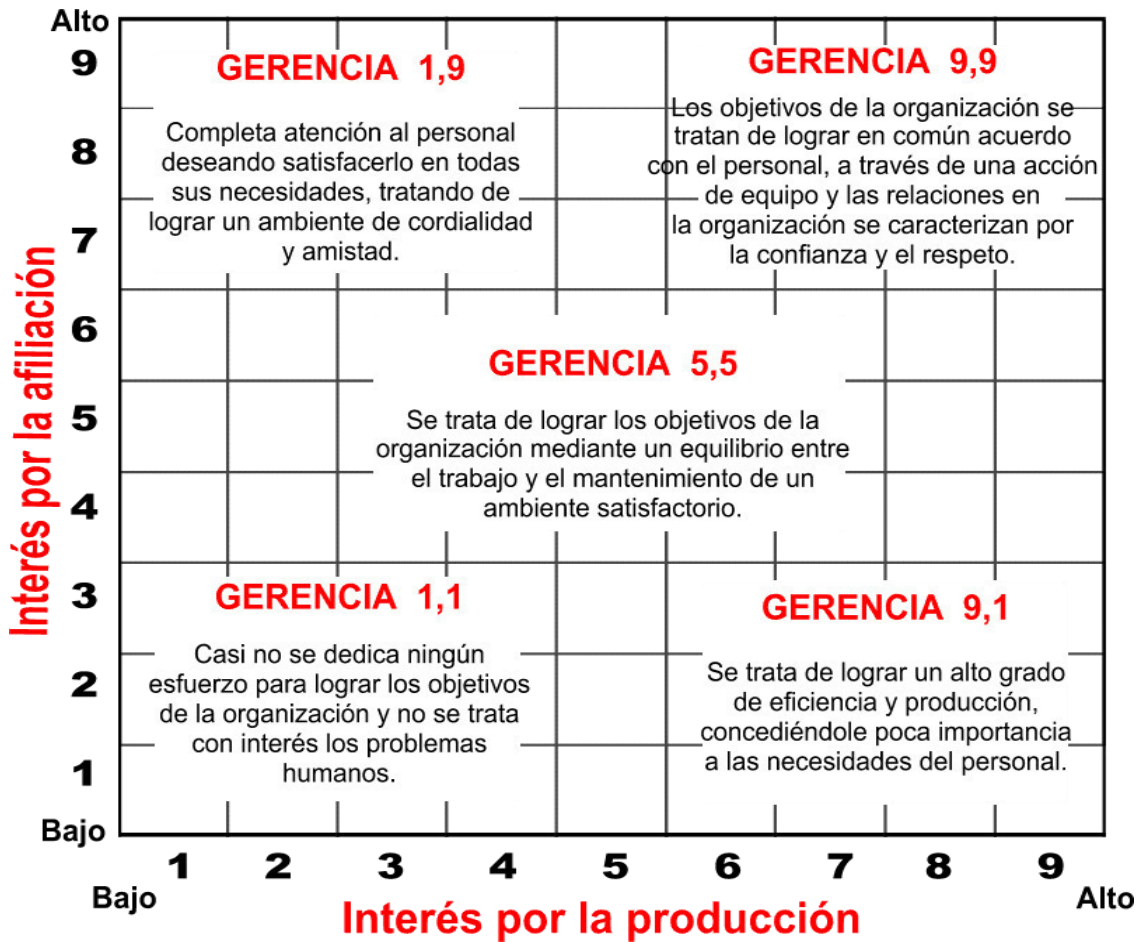 Alto
9
8
7
6
5
4
3
2
1
Bajo
Interés por la afiliación
GERENCIA 1,9
Completa atención al personal
deseando satisfacerlo en todas
sus necesidades, tratando de
lograr un ambiente de cordialidad
y amistad.
GERENCIA 9,9
Los objetivos de la organización se
tratan de lograr en común acuerdo
con el personal, a través de una acción
de equipo y las relaciones en
la organización se caracterizan por
la confianza y el respeto.
GERENCIA 5,5
Se trata de lograr los objetivos de la
organización mediante un equilibrio entre
el trabajo y el mantenimiento de un
ambiente satisfactorio.
GERENCIA 1,1
Casi no se dedica ningún
esfuerzo para lograr los objetivos
de la organización y no se trata
con interés los problemas
humanos.
GERENCIA 9,1
Se trata de lograr un alto grado
de eficiencia y producción,
concediéndole poca importancia
a las necesidades del personal.
1 2 3 4 5 6 7 8 9
Bajo
Alto
Interés por la producción